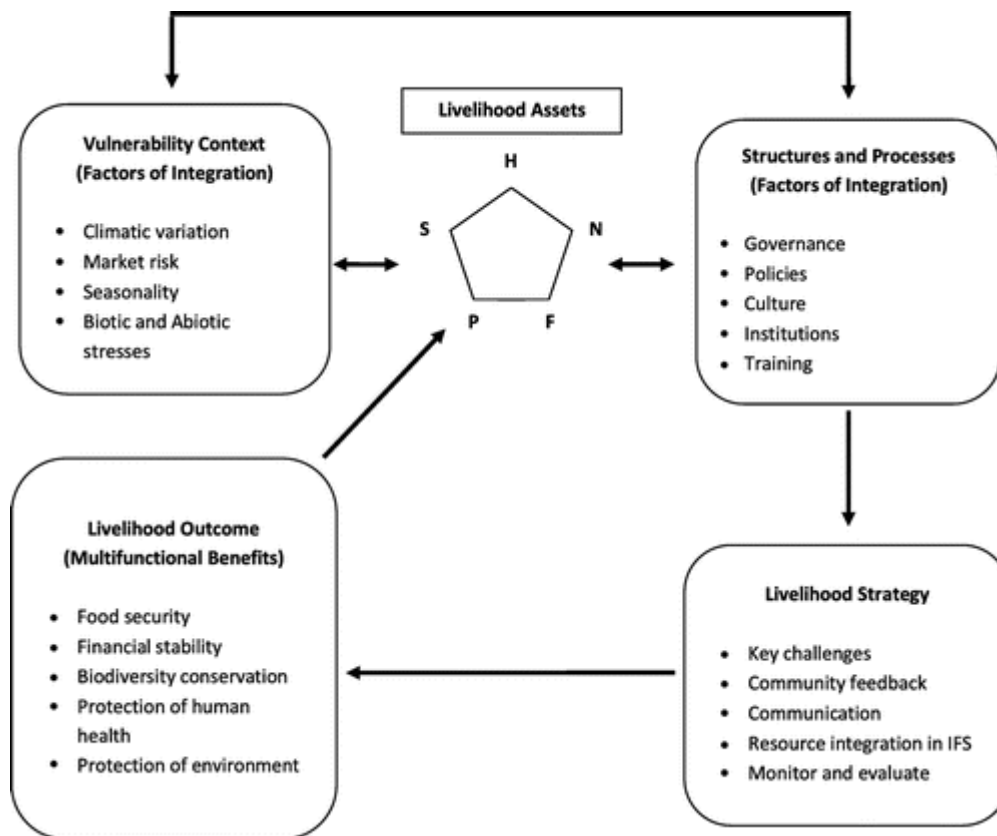 Livelihood Assets
Vulnerability Context
(Factors of Integration)
• Climatic variation
• Market risk
• Seasonality
• Biotic and Abiotic
stresses
H
S
N
P
F
Structures and Processes
(Factors of Integration)
• Governance
• Policies
• Culture
• Institutions
• Training
Livelihood Outcome
(Multifunctional Benefits)
• Food security
• Financial stability
• Biodiversity conservation
• Protection of human
health
• Protection of environment
Livelihood Strategy
• Key challenges
• Community feedback
• Communication
• Resource integration in IFS
• Monitor and evaluate